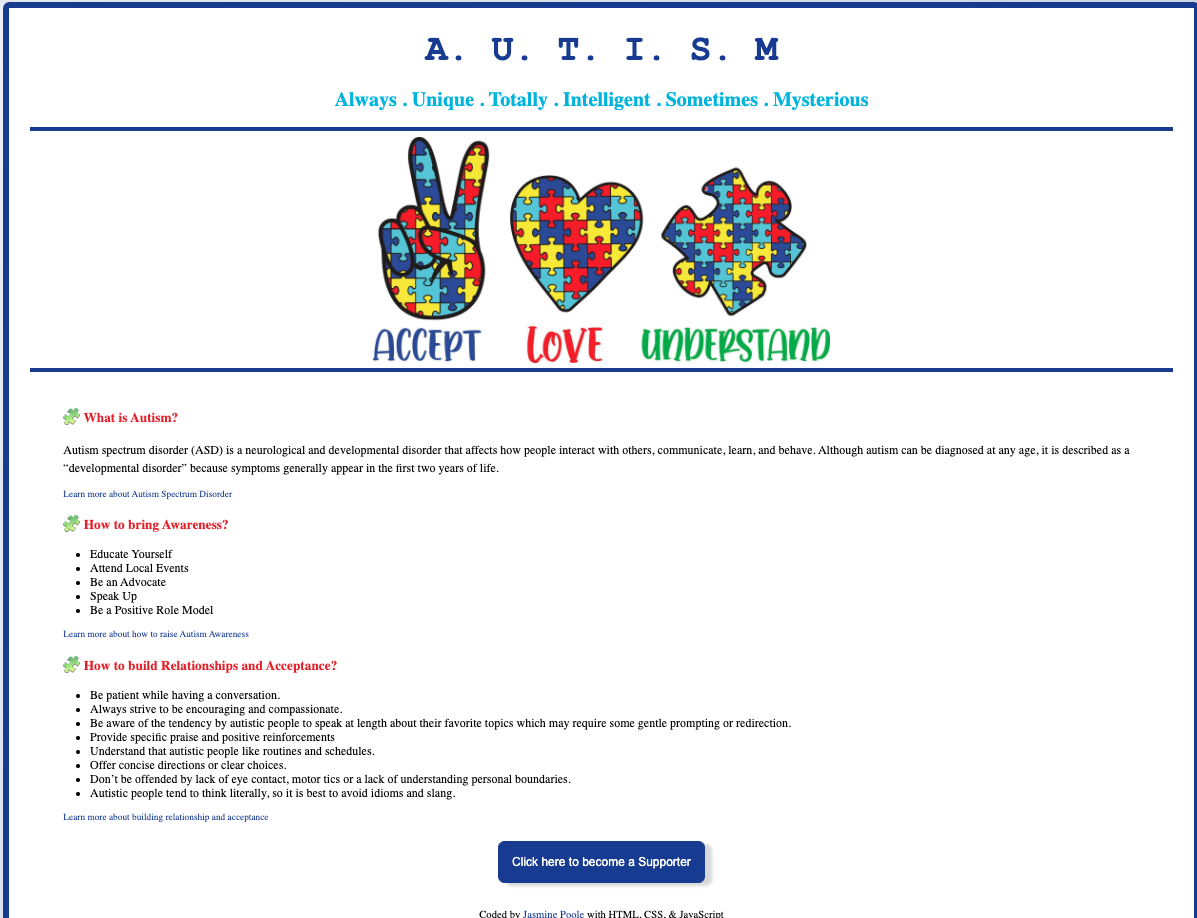 A. U. T. I. S. M
Always . Unique . Totally . Intelligent . Sometimes . Mysterious
ACCEPT LOVE UNDERSTAND
What is Autism?
Autism spectrum disorder (ASD) is a neurological and developmental disorder that affects how people interact with others, communicate, learn, and behave. Although autism can be diagnosed at any age, it is described as a
“developmental disorder” because symptoms generally appear in the first two years of life.
Learn more about Autism Spectrum Disorder
How to bring Awareness?
• Educate Yourself
• Attend Local Events
• Be an Advocate
• Speak Up
• Be a Positive Role Model
Learn more about how to raise Autism Awareness
How to build Relationships and Acceptance?
• Be patient while having a conversation.
• Always strive to be encouraging and compassionate.
• Be aware of the tendency by autistic people to speak at length about their favorite topics which may require some gentle prompting or redirection.
• Provide specific praise and positive reinforcements
• Understand that autistic people like routines and schedules.
• Offer concise directions or clear choices.
• Don’t be offended by lack of eye contact, motor tics or a lack of understanding personal boundaries.
• Autistic people tend to think literally, so it is best to avoid idioms and slang.
Learn more about building relationship and acceptance
Click here to become a Supporter
Coded by Jasmine Poole with HTML, CSS, & JavaScript